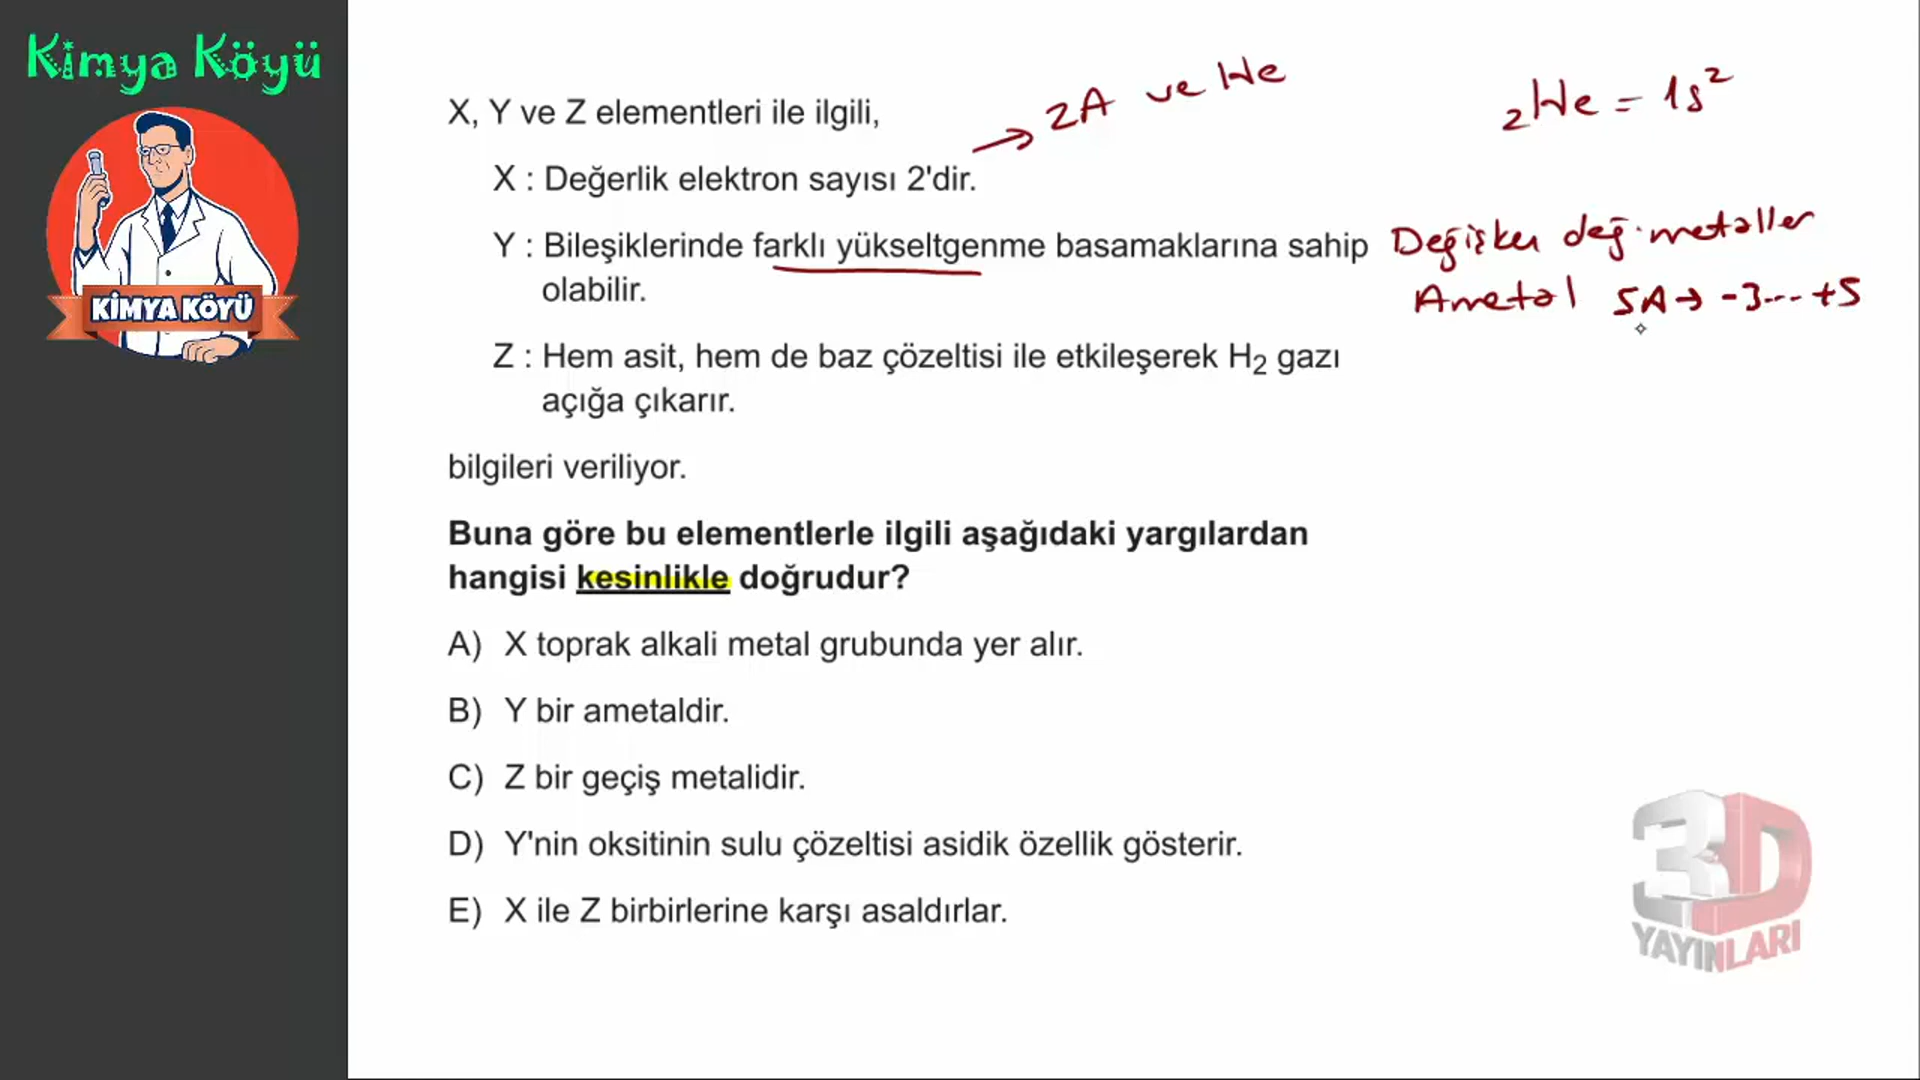 Kimya Köyü
KİMYA KÖYÜ
X, Y ve Z elementleri ile ilgili,
→ 2A ve He
₂He = 1s²
X : Değerlik elektron sayısı 2'dir.
Y : Bileşiklerinde farklı yükseltgenme basamaklarına sahip
olabilir.
Değişken değ. metaller
Ametal 5A → -3--- +5
Z : Hem asit, hem de baz çözeltisi ile etkileşerek H₂ gazı
açığa çıkarır.
bilgileri veriliyor.
Buna göre bu elementlerle ilgili aşağıdaki yargılardan
hangisi kesinlikle doğrudur?
A) X toprak alkali metal grubunda yer alır.
B) Y bir ametaldir.
C) Z bir geçiş metalidir.
D) Y'nin oksitinin sulu çözeltisi asidik özellik gösterir.
E) X ile Z birbirlerine karşı asaldırlar.
3D
YAYINLARI